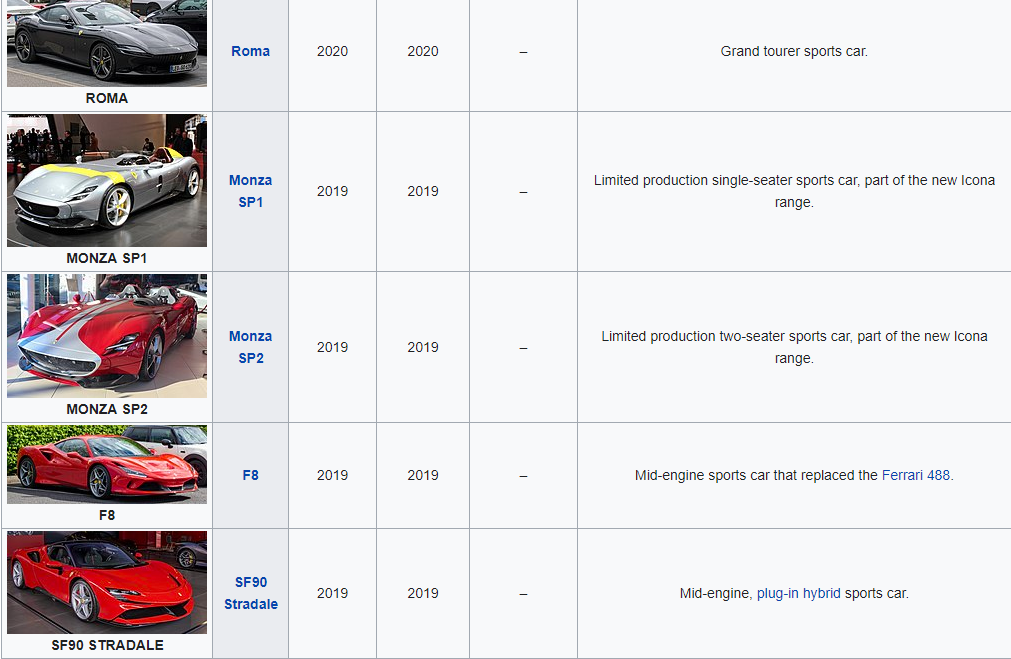 Roma
2020
2020
–
Grand tourer sports car.
ROMA
Monza
SP1
2019
2019
–
Limited production single-seater sports car, part of the new Icona
range.
MONZA SP1
Monza
SP2
2019
2019
–
Limited production two-seater sports car, part of the new Icona
range.
MONZA SP2
F8
2019
2019
–
Mid-engine sports car that replaced the Ferrari 488.
F8
SF90
Stradale
2019
2019
–
Mid-engine, plug-in hybrid sports car.
SF90 STRADALE